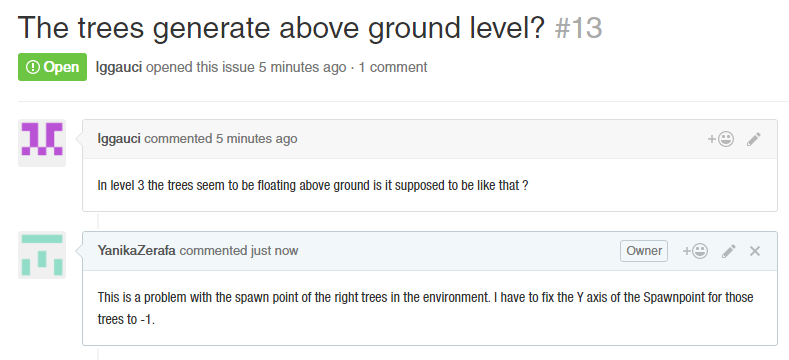 The trees generate above ground level? #13
Open Iggauci opened this issue 5 minutes ago · 1 comment
Iggauci commented 5 minutes ago
In level 3 the trees seem to be floating above ground is it supposed to be like that ?
YanikaZerafa commented just now Owner
This is a problem with the spawn point of the right trees in the environment. I have to fix the Y axis of the Spawnpoint for those
trees to -1.